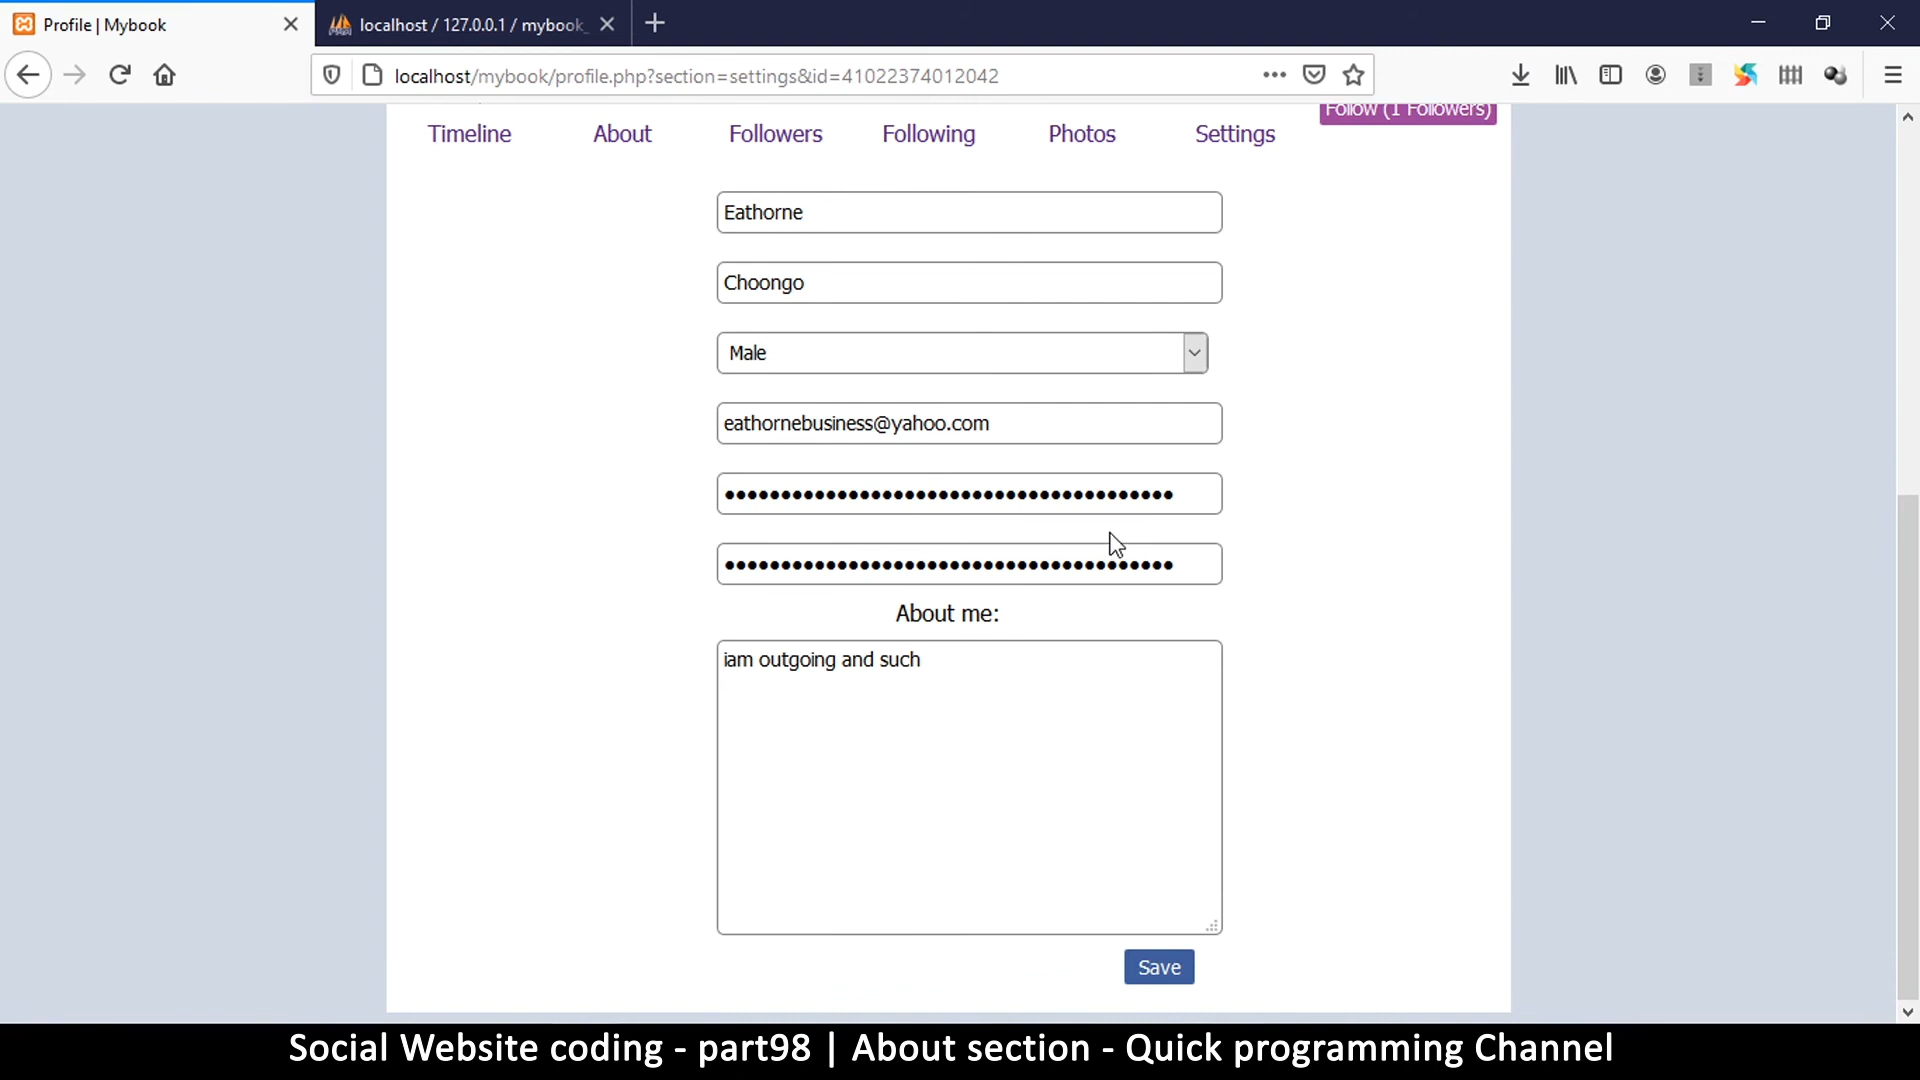 Profile | Mybook
localhost / 127.0.0.1 / mybook_
localhost/mybook/profile.php?section=settings&id=41022374012042
Follow (1 Followers)
Timeline About Followers Following Photos Settings
Eathorne
Choongo
Male
eathornebusiness@yahoo.com
About me:
iam outgoing and such
Save
Social Website coding - part98 | About section - Quick programming Channel